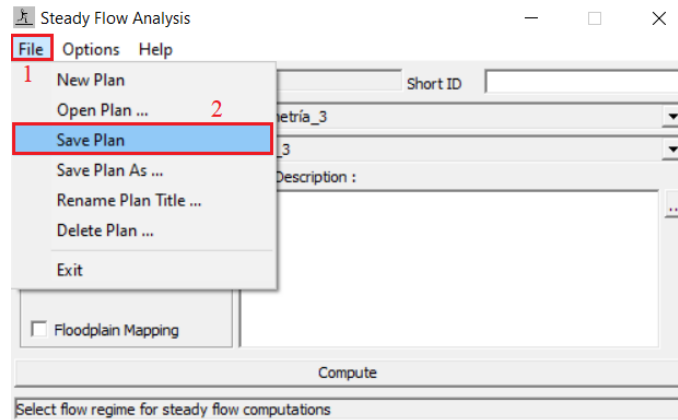 Steady Flow Analysis
File Options Help
1
New Plan
Short ID
Open Plan ...
2
etría_3
Save Plan
_3
Save Plan As ...
Description :
Rename Plan Title ...
Delete Plan ...
Exit
Floodplain Mapping
Compute
Select flow regime for steady flow computations